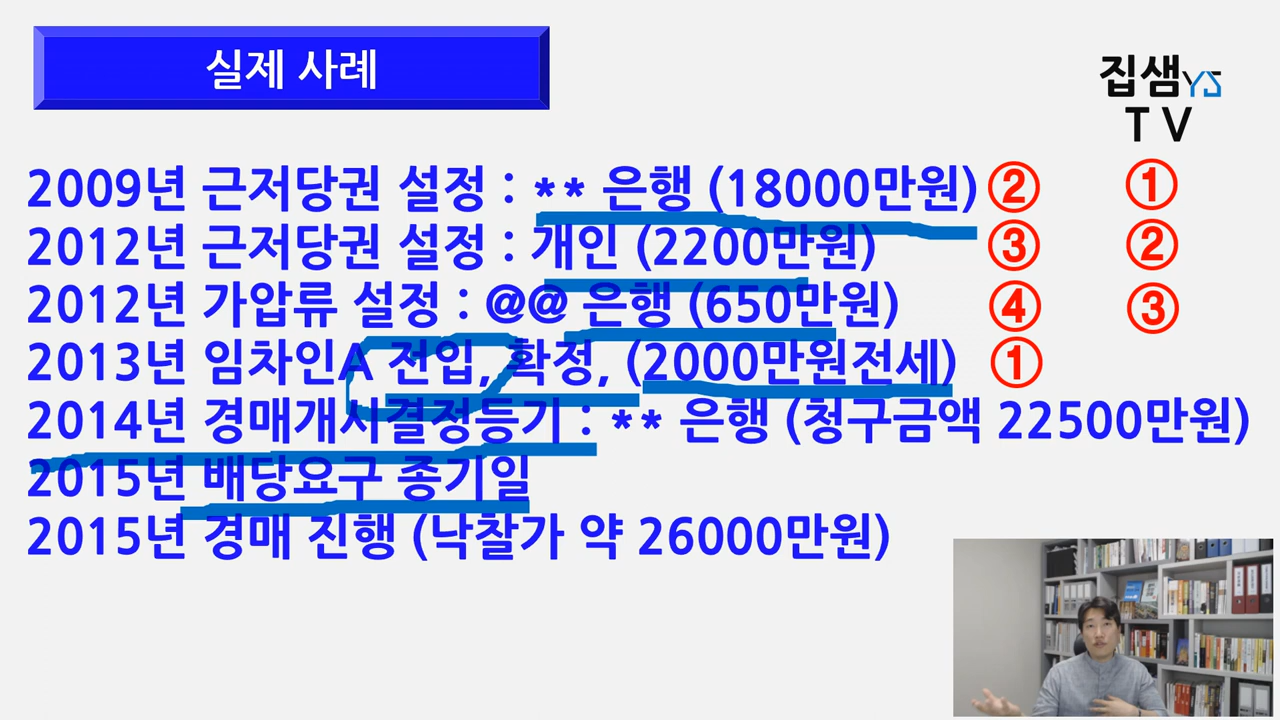 실제 사례
집샘YS
TV
2009년 근저당권 설정 : ** 은행 (18000만원) ② ①
2012년 근저당권 설정 : 개인 (2200만원) ③ ②
2012년 가압류 설정 : @@ 은행 (650만원) ④ ③
2013년 임차인A 전입, 확정, (2000만원전세) ①
2014년 경매개시결정등기 : ** 은행 (청구금액 22500만원)
2015년 배당요구 종기일
2015년 경매 진행 (낙찰가 약 26000만원)